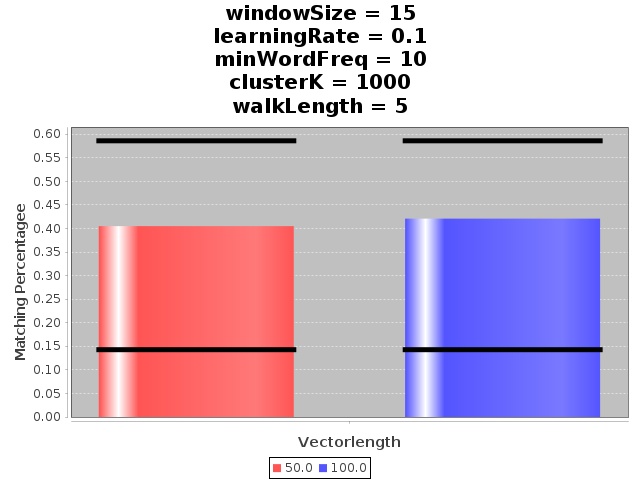 windowSize = 15
learningRate = 0.1
minWordFreq = 10
clusterK = 1000
walkLength = 5
Matching Percentagee
0.60
0.55
0.50
0.45
0.40
0.35
0.30
0.25
0.20
0.15
0.10
0.05
0.00
Vectorlength
50.0 100.0